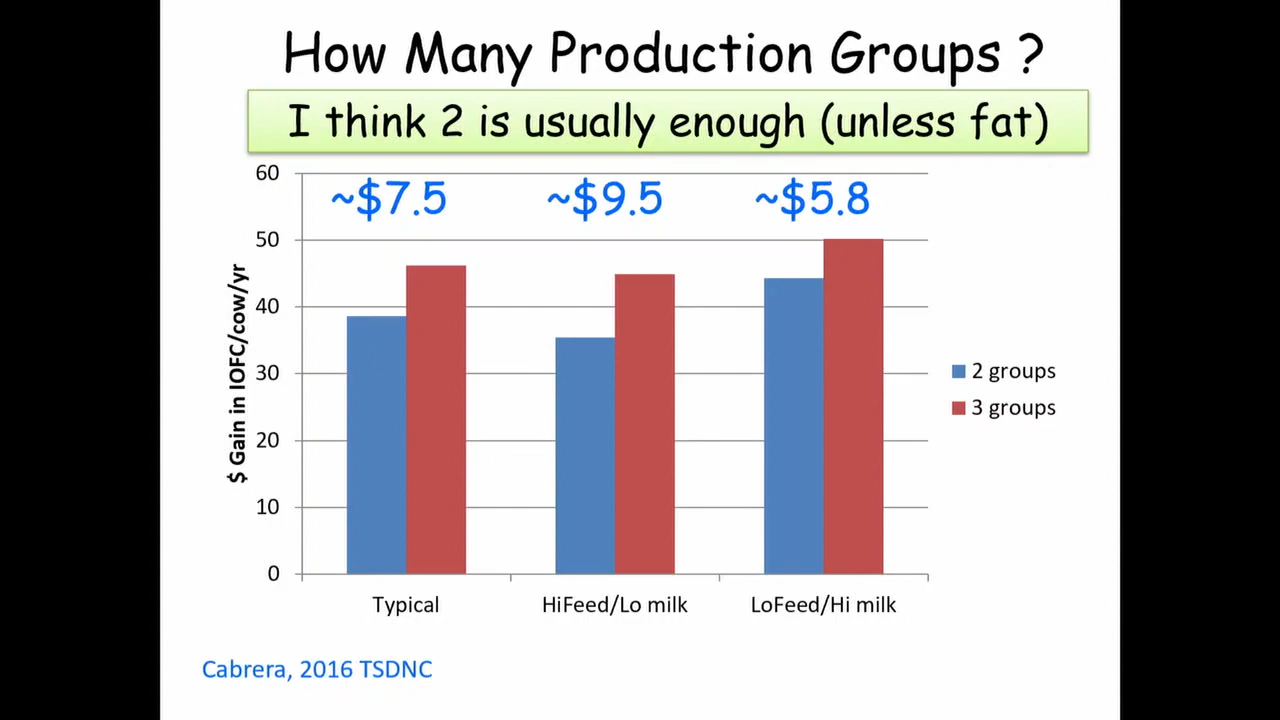 How Many Production Groups ?
I think 2 is usually enough (unless fat)
~$7.5 ~$9.5 ~$5.8
60
50
40
30
20
10
0
$ Gain in IOFC/cow/yr
2 groups
3 groups
Typical HiFeed/Lo milk LoFeed/Hi milk
Cabrera, 2016 TSDNC